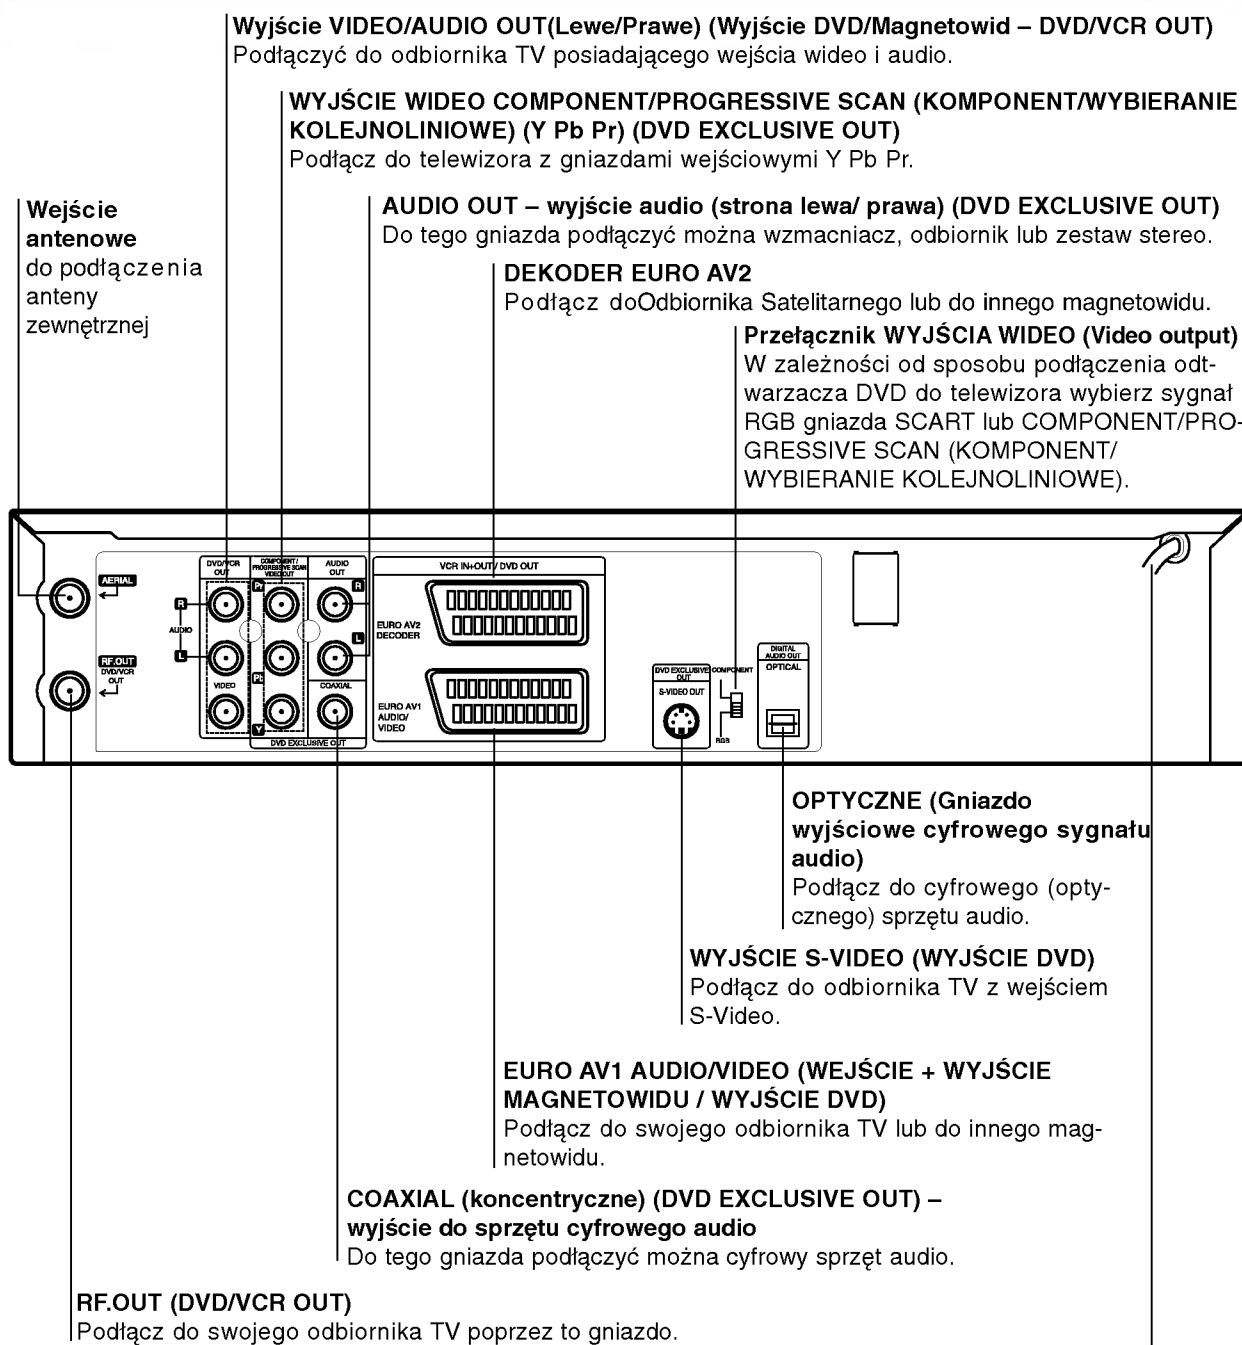 Wyjście VIDEO/AUDIO OUT(Lewe/Prawe) (Wyjście DVD/Magnetowid – DVD/VCR OUT)
Podłączyć do odbiornika TV posiadającego wejścia wideo i audio.
WYJŚCIE WIDEO COMPONENT/PROGRESSIVE SCAN (KOMPONENT/WYBIERANIE
KOLEJNOLINIOWE) (Y Pb Pr) (DVD EXCLUSIVE OUT)
Podłącz do telewizora z gniazdami wejściowymi Y Pb Pr.
Wejście
antenowe
do podłączenia
anteny
zewnętrznej
AUDIO OUT – wyjście audio (strona lewa/ prawa) (DVD EXCLUSIVE OUT)
Do tego gniazda podłączyć można wzmacniacz, odbiornik lub zestaw stereo.
DEKODER EURO AV2
Podłącz doOdbiornika Satelitarnego lub do innego magnetowidu.
Przełącznik WYJŚCIA WIDEO (Video output)
W zależności od sposobu podłączenia odt-
warzacza DVD do telewizora wybierz sygnał
RGB gniazda SCART lub COMPONENT/PRO-
GRESSIVE SCAN (KOMPONENT/
WYBIERANIE KOLEJNOLINIOWE).
AERIAL
RF.OUT
DVD/VCR
OUT
DVD/VCR
OUT
R
AUDIO
L
VIDEO
COMPONENT /
PROGRESSIVE SCAN
VIDEO OUT
Pr
Pb
Y
AUDIO
OUT
R
L
COAXIAL
DVD EXCLUSIVE OUT
VCR IN+OUT/ DVD OUT
EURO AV2
DECODER
EURO AV1
AUDIO/
VIDEO
DVD EXCLUSIVE
OUT
S-VIDEO OUT
COMPONENT
RGB
DIGITAL
AUDIO OUT
OPTICAL
OPTYCZNE (Gniazdo
wyjściowe cyfrowego sygnału
audio)
Podłącz do cyfrowego (opty-
cznego) sprzętu audio.
WYJŚCIE S-VIDEO (WYJŚCIE DVD)
Podłącz do odbiornika TV z wejściem
S-Video.
EURO AV1 AUDIO/VIDEO (WEJŚCIE + WYJŚCIE
MAGNETOWIDU / WYJŚCIE DVD)
Podłącz do swojego odbiornika TV lub do innego mag-
netowidu.
COAXIAL (koncentryczne) (DVD EXCLUSIVE OUT) –
wyjście do sprzętu cyfrowego audio
Do tego gniazda podłączyć można cyfrowy sprzęt audio.
RF.OUT (DVD/VCR OUT)
Podłącz do swojego odbiornika TV poprzez to gniazdo.